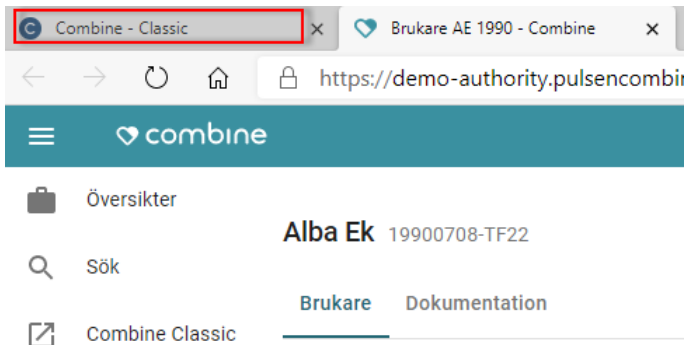 C Combine - Classic
Brukare AE 1990 - Combine
https://demo-authority.pulsencombi
combine
Översikter
Alba Ek 19900708-TF22
Sök
Brukare Dokumentation
Combine Classic